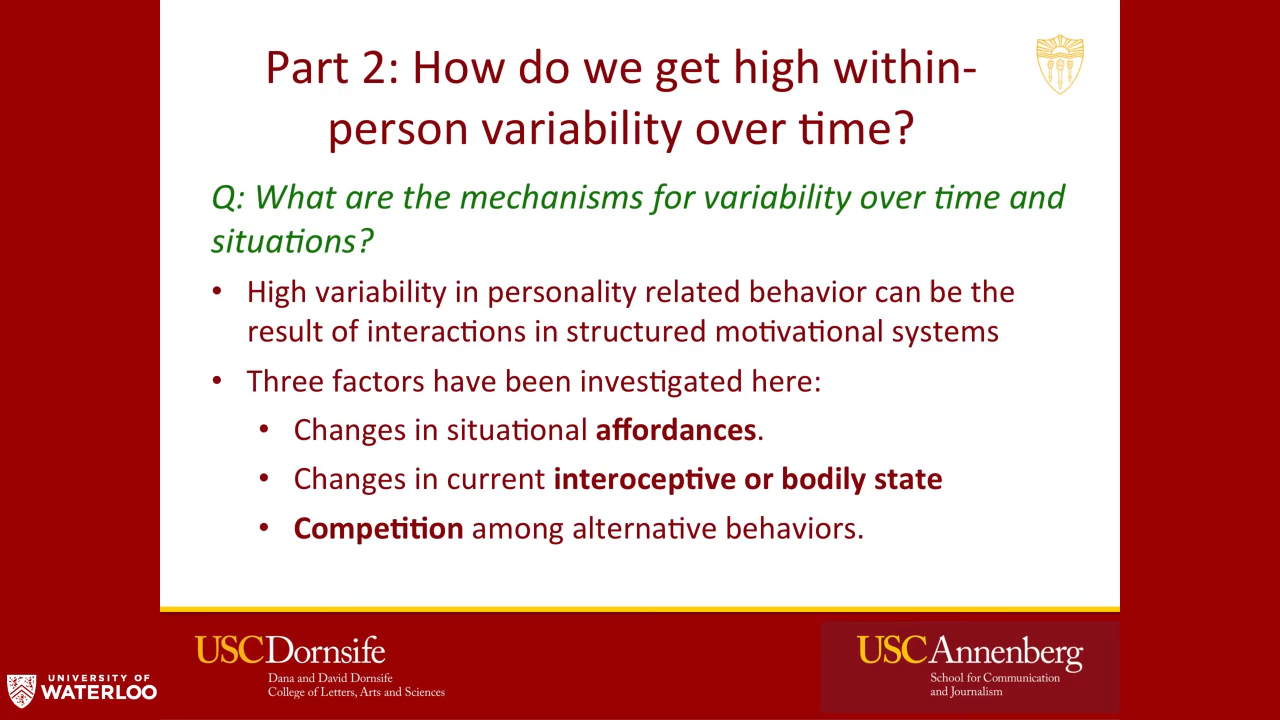 Part 2: How do we get high within-
person variability over time?
Q: What are the mechanisms for variability over time and
situations?
• High variability in personality related behavior can be the
result of interactions in structured motivational systems
• Three factors have been investigated here:
• Changes in situational affordances.
• Changes in current interoceptive or bodily state
• Competition among alternative behaviors.
USCDornsife
Dana and David Dornsife
College of Letters, Arts and Sciences
USCAnnenberg
School for Communication
and Journalism
UNIVERSITY OF
WATERLOO